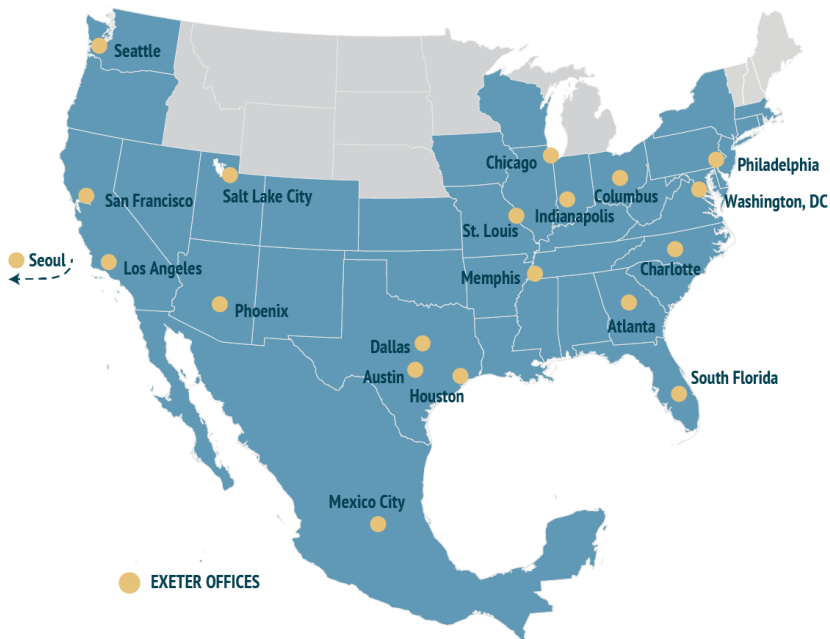 Seattle
Chicago
Philadelphia
San Francisco
Salt Lake City
Columbus
Washington, DC
Indianapolis
St. Louis
Seoul
Los Angeles
Memphis
Charlotte
Phoenix
Atlanta
Dallas
Austin
South Florida
Houston
Mexico City
EXETER OFFICES